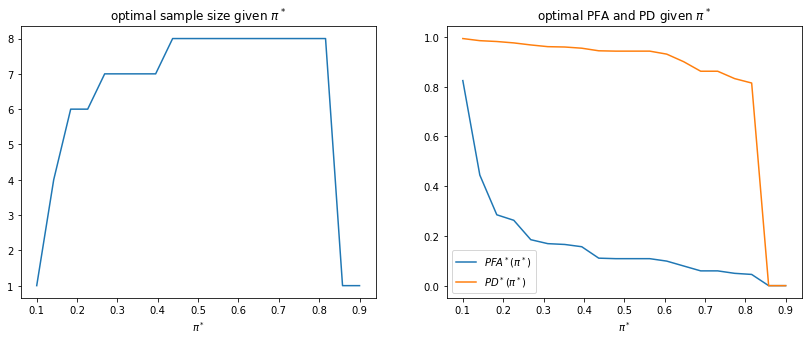 optimal sample size given π*
8
7
6
5
4
3
2
1
0.1 0.2 0.3 0.4 0.5 0.6 0.7 0.8 0.9
π*
optimal PFA and PD given π*
1.0
0.8
0.6
0.4
0.2
0.0
PFA*(π*)
PD*(π*)
0.1 0.2 0.3 0.4 0.5 0.6 0.7 0.8 0.9
π*